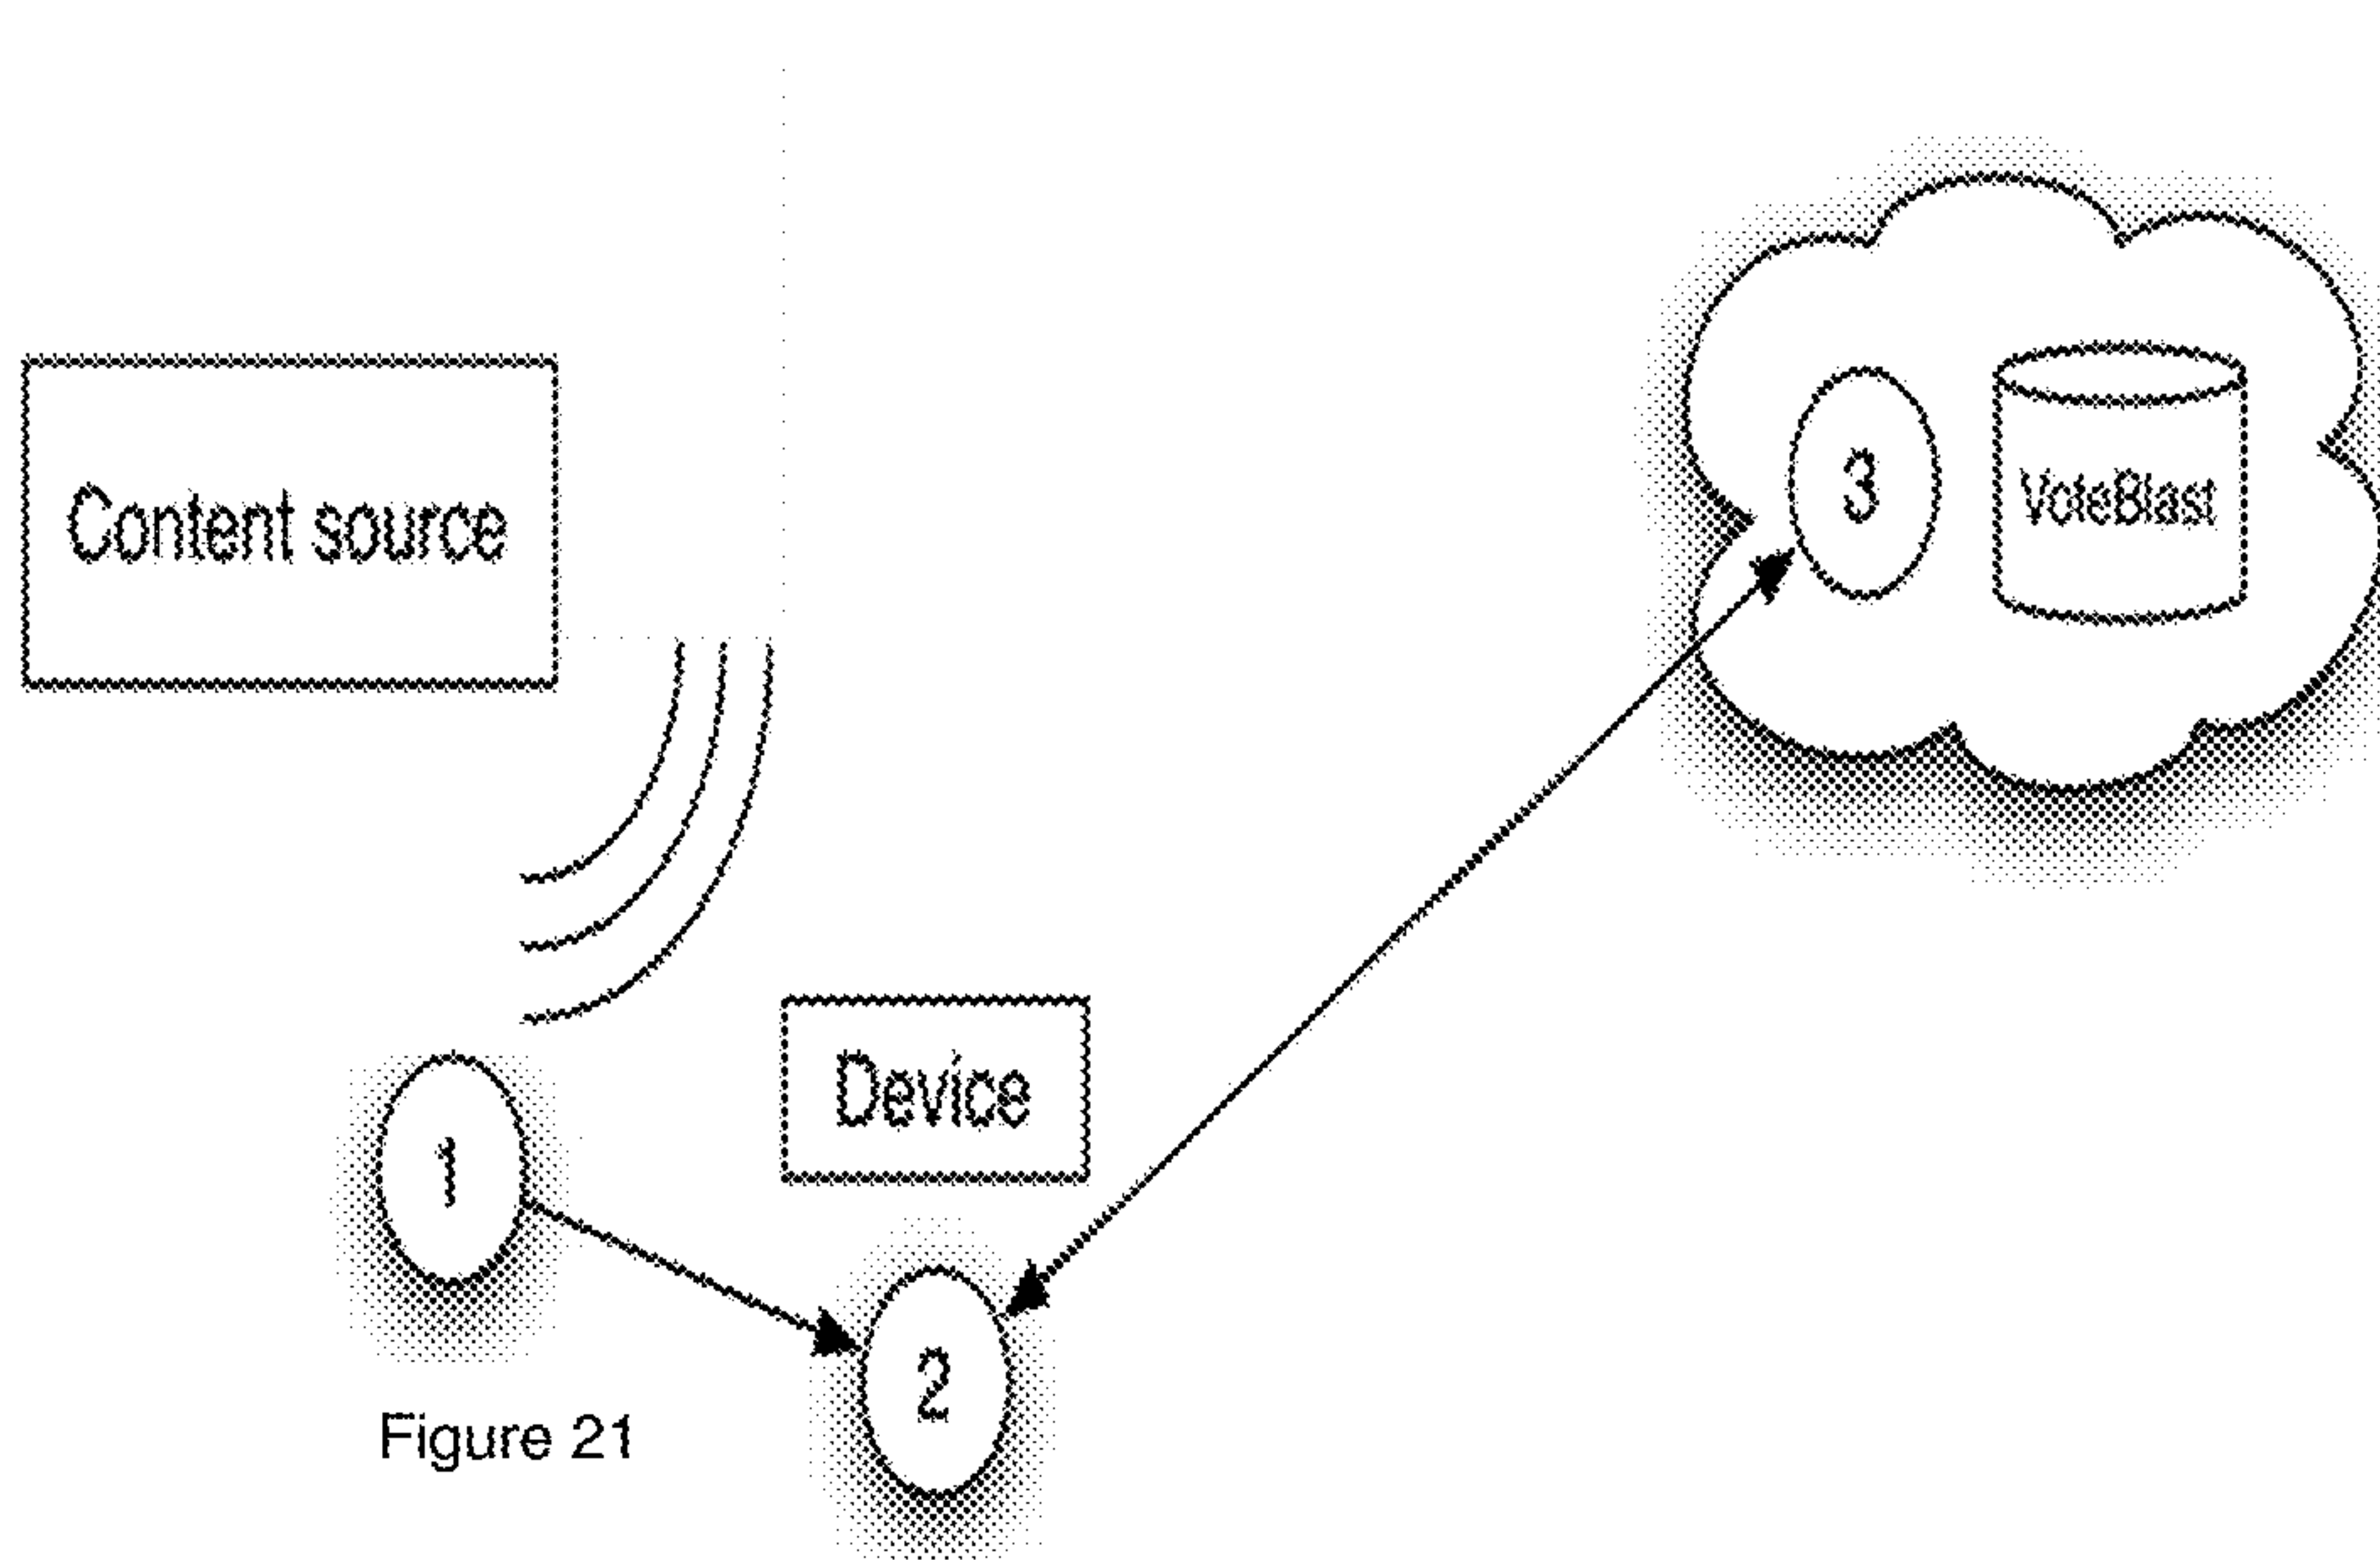 Content source
3
VoteBlast
Device
1
2
Figure 21